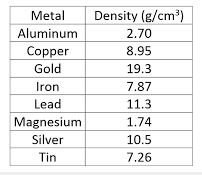 Metal Density (g/cm³)
Aluminum 2.70
Copper 8.95
Gold 19.3
Iron 7.87
Lead 11.3
Magnesium 1.74
Silver 10.5
Tin 7.26